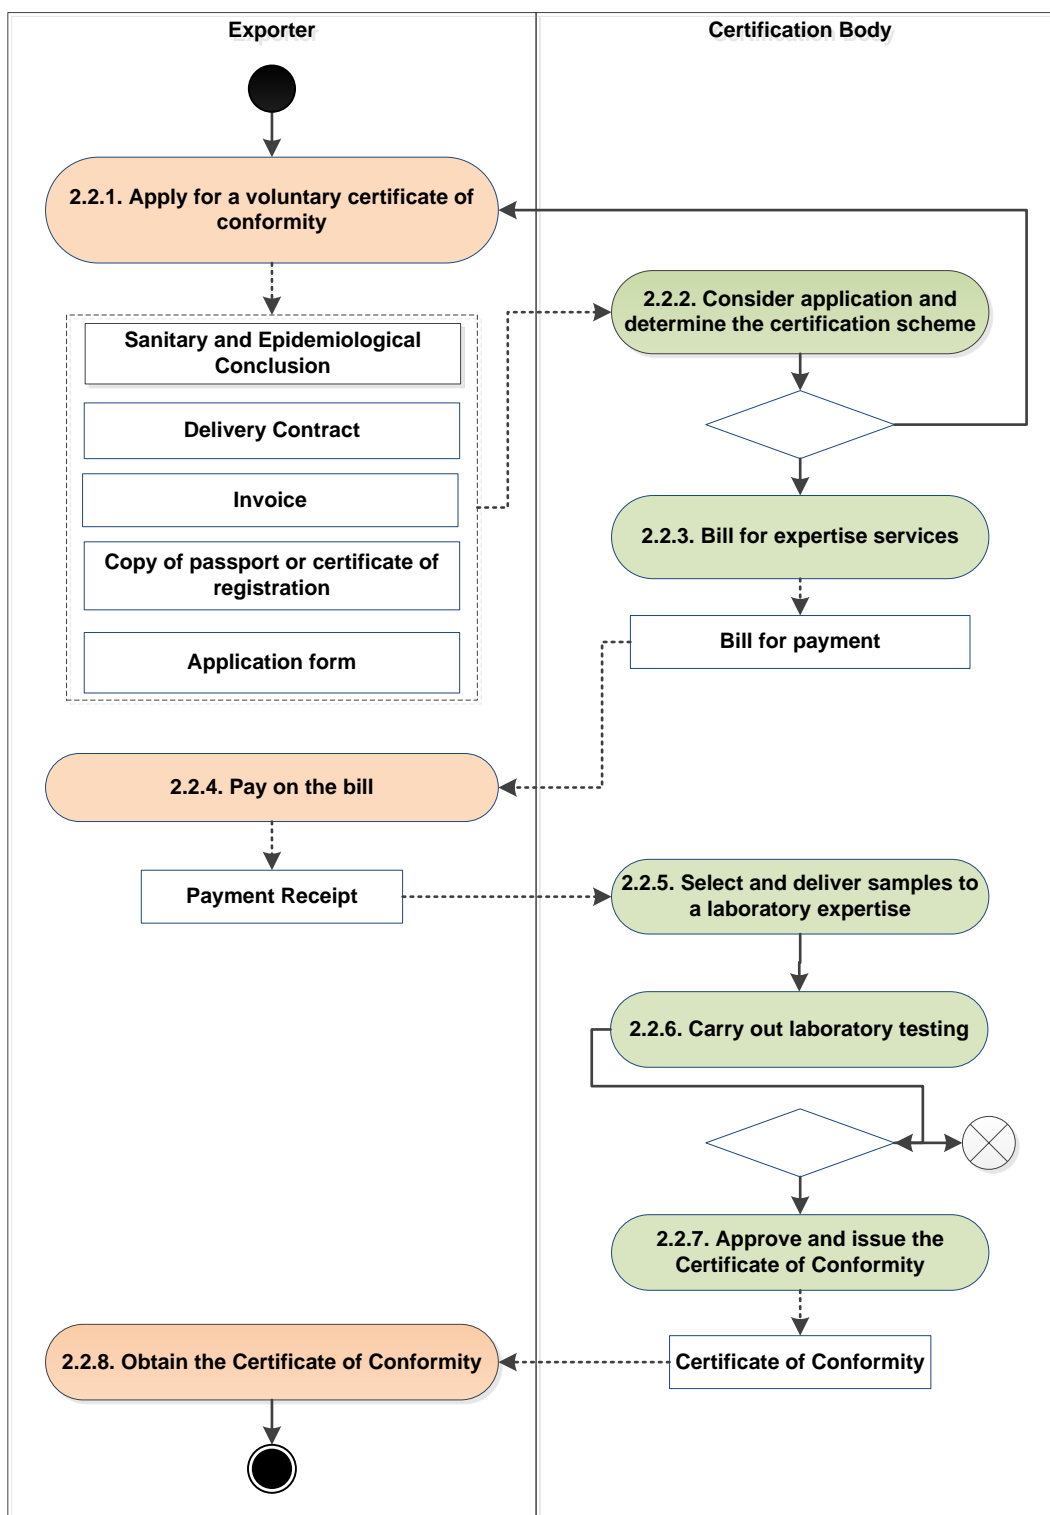 Exporter
Certification Body
2.2.1. Apply for a voluntary certificate of
conformity
2.2.2. Consider application and
determine the certification scheme
Sanitary and Epidemiological
Conclusion
Delivery Contract
Invoice
Copy of passport or certificate of
registration
Application form
2.2.3. Bill for expertise services
Bill for payment
2.2.4. Pay on the bill
Payment Receipt
2.2.5. Select and deliver samples to
a laboratory expertise
2.2.6. Carry out laboratory testing
2.2.7. Approve and issue the
Certificate of Conformity
Certificate of Conformity
2.2.8. Obtain the Certificate of Conformity